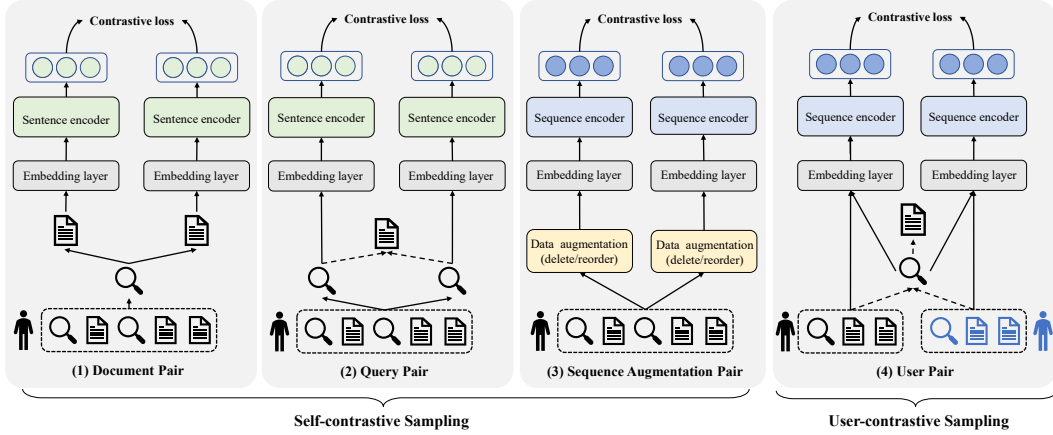 Contrastive loss
Sentence encoder
Sentence encoder
Embedding layer
Embedding layer
(1) Document Pair
Contrastive loss
Sentence encoder
Sentence encoder
Embedding layer
Embedding layer
(2) Query Pair
Contrastive loss
Sequence encoder
Sequence encoder
Embedding layer
Embedding layer
Data augmentation
(delete/reorder)
Data augmentation
(delete/reorder)
(3) Sequence Augmentation Pair
Contrastive loss
Sequence encoder
Sequence encoder
Embedding layer
Embedding layer
(4) User Pair
Self-contrastive Sampling
User-contrastive Sampling